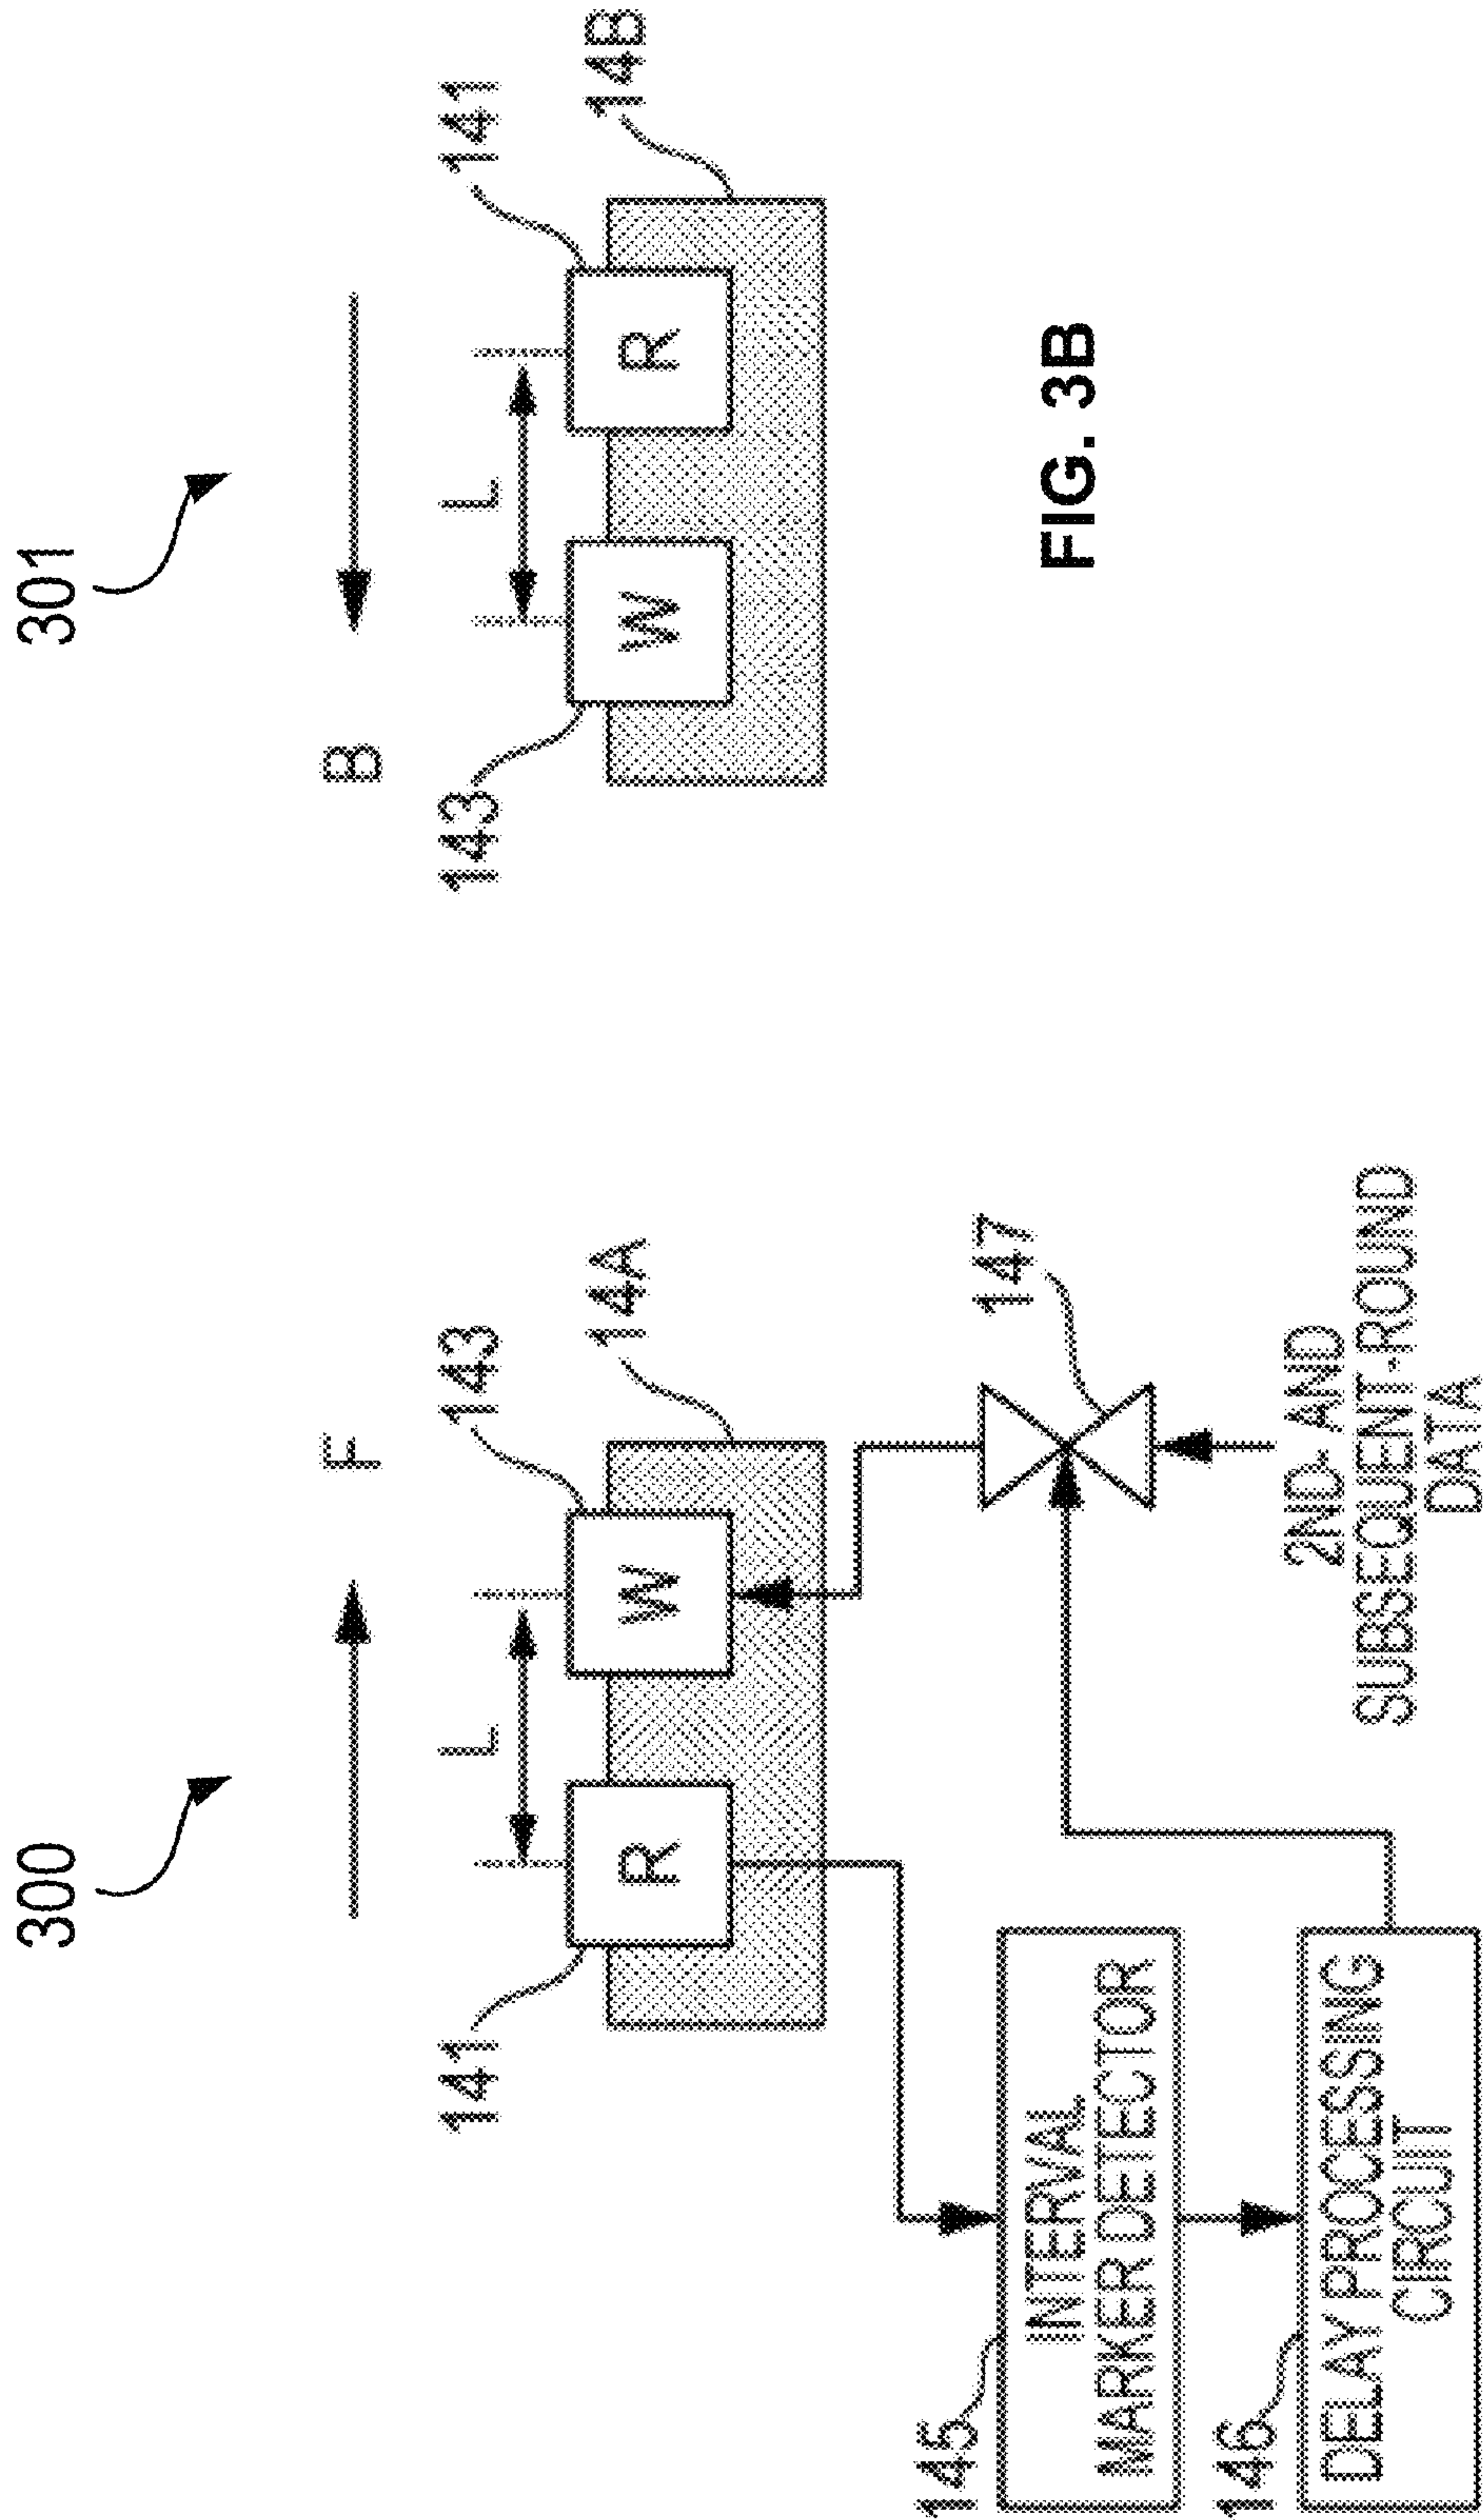 300
F
L
141
143
R
W
14A
145
INTERVAL
MARKER DETECTOR
147
146
DELAY PROCESSING
CIRCUIT
2ND- AND
SUBSEQUENT-ROUND
DATA
301
B
L
143
141
W
R
14B
FIG. 3B